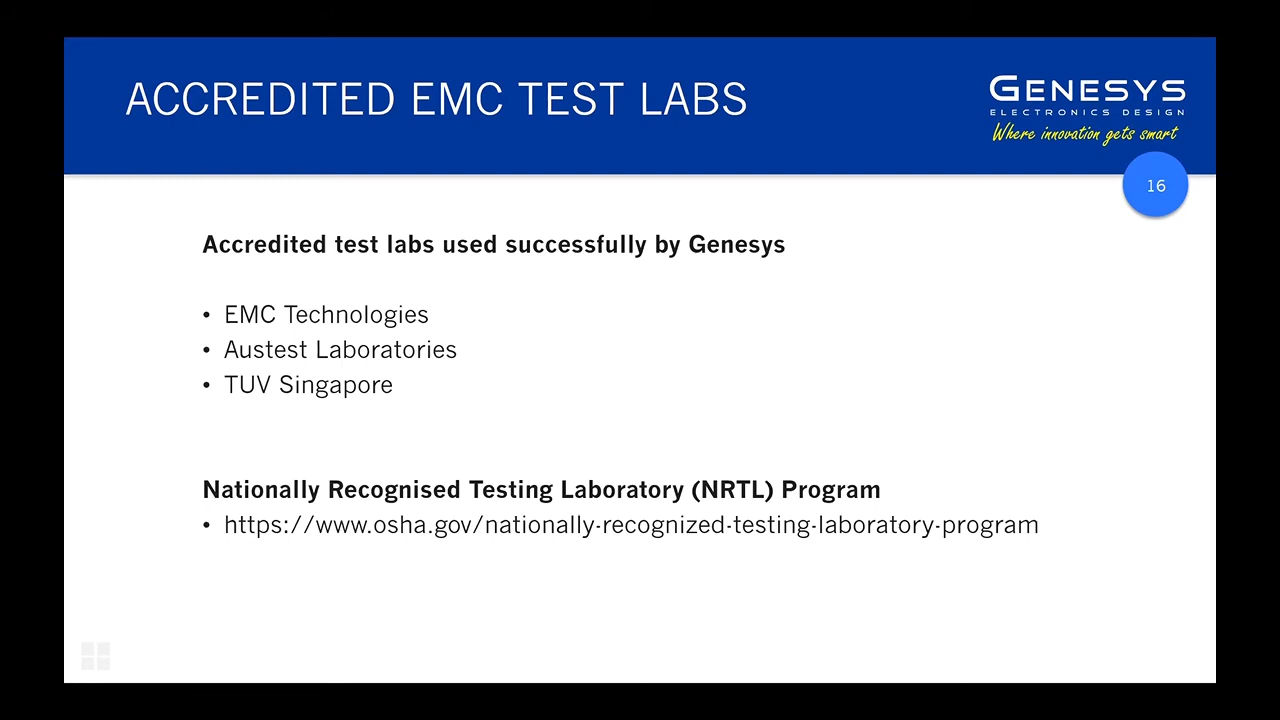 ACCREDITED EMC TEST LABS
GENESYS
ELECTRONICS DESIGN
Where innovation gets smart
16
Accredited test labs used successfully by Genesys
• EMC Technologies
• Austest Laboratories
• TUV Singapore
Nationally Recognised Testing Laboratory (NRTL) Program
• https://www.osha.gov/nationally-recognized-testing-laboratory-program